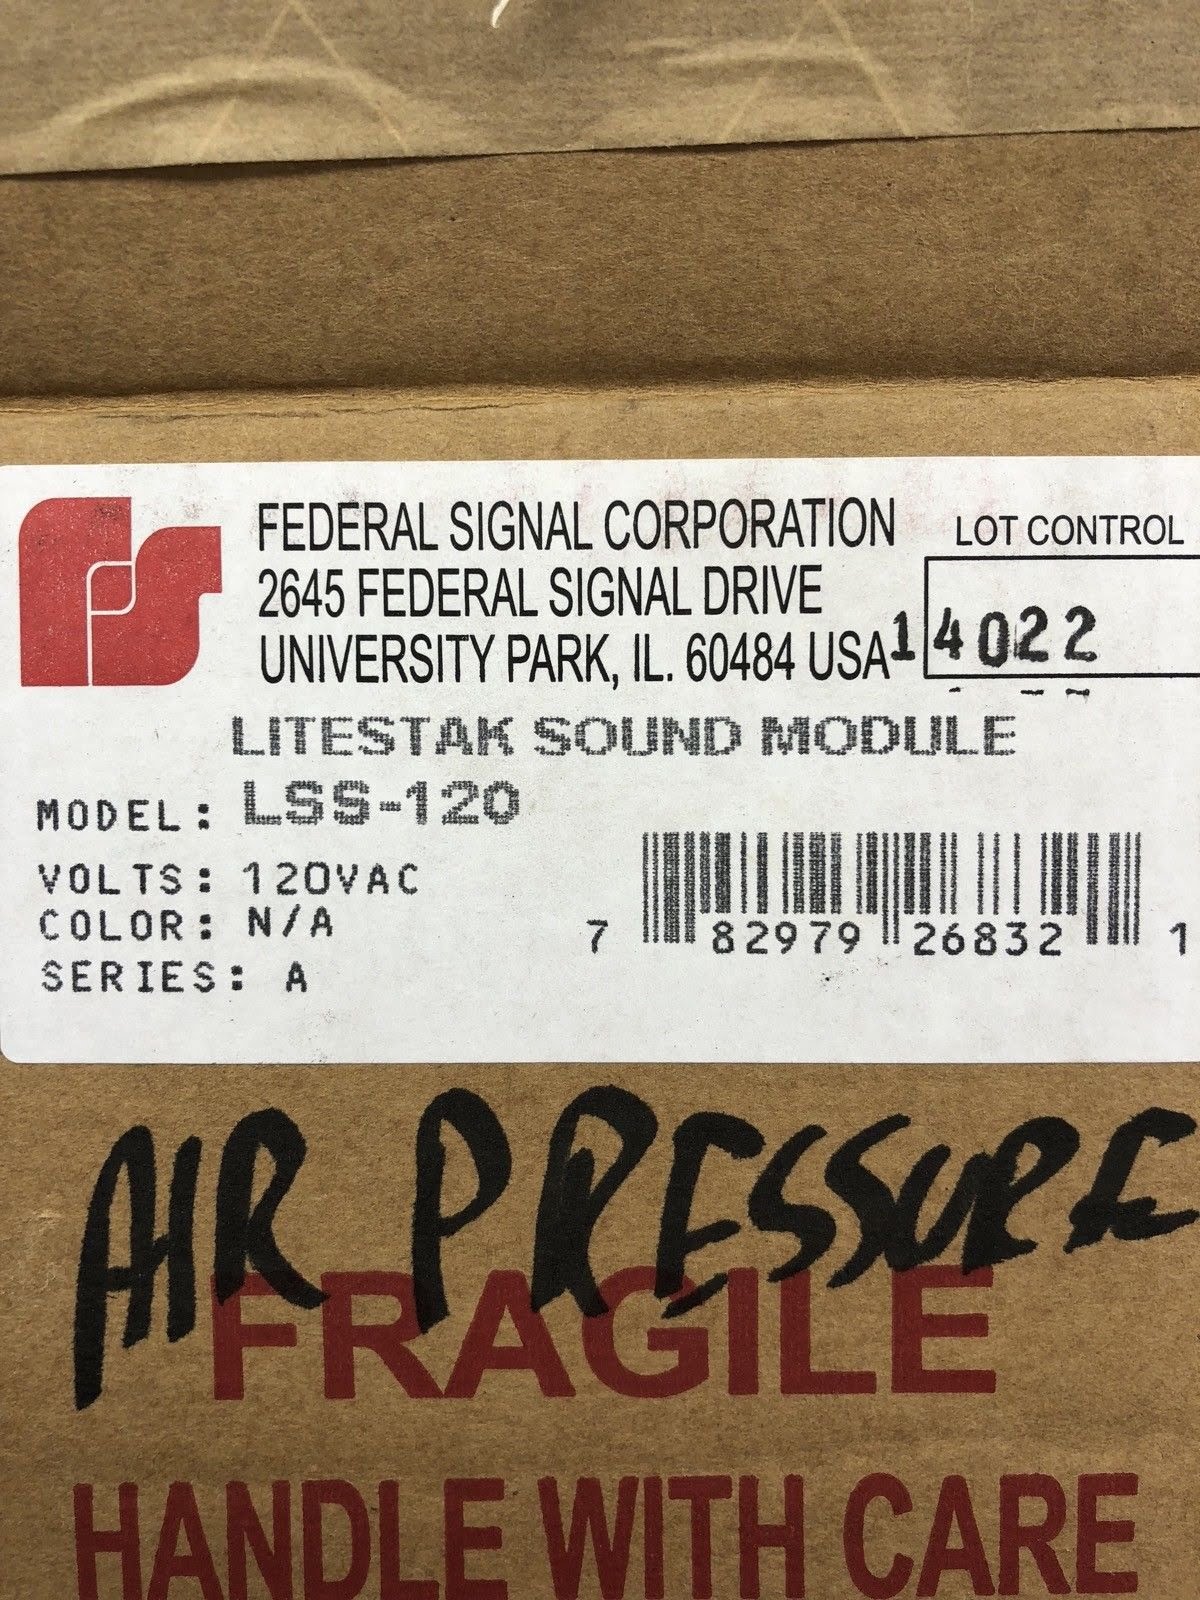 FEDERAL SIGNAL CORPORATION
2645 FEDERAL SIGNAL DRIVE
UNIVERSITY PARK, IL. 60484 USA
LOT CONTROL
14022
LITESTAK SOUND MODULE
MODEL: LSS-120
VOLTS: 120VAC
COLOR: N/A
SERIES: A
7 82979 26832 1
AIR PRESSURE
FRAGILE
HANDLE WITH CARE